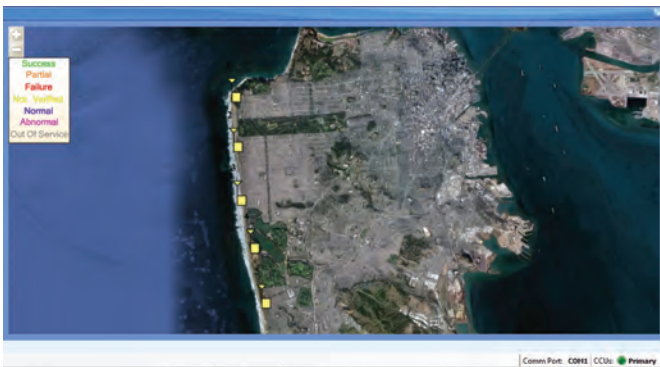 Success
Partial
Failure
Not Verified
Normal
Abnormal
Out Of Service
Comm Port: COM1 CCUs: Primary